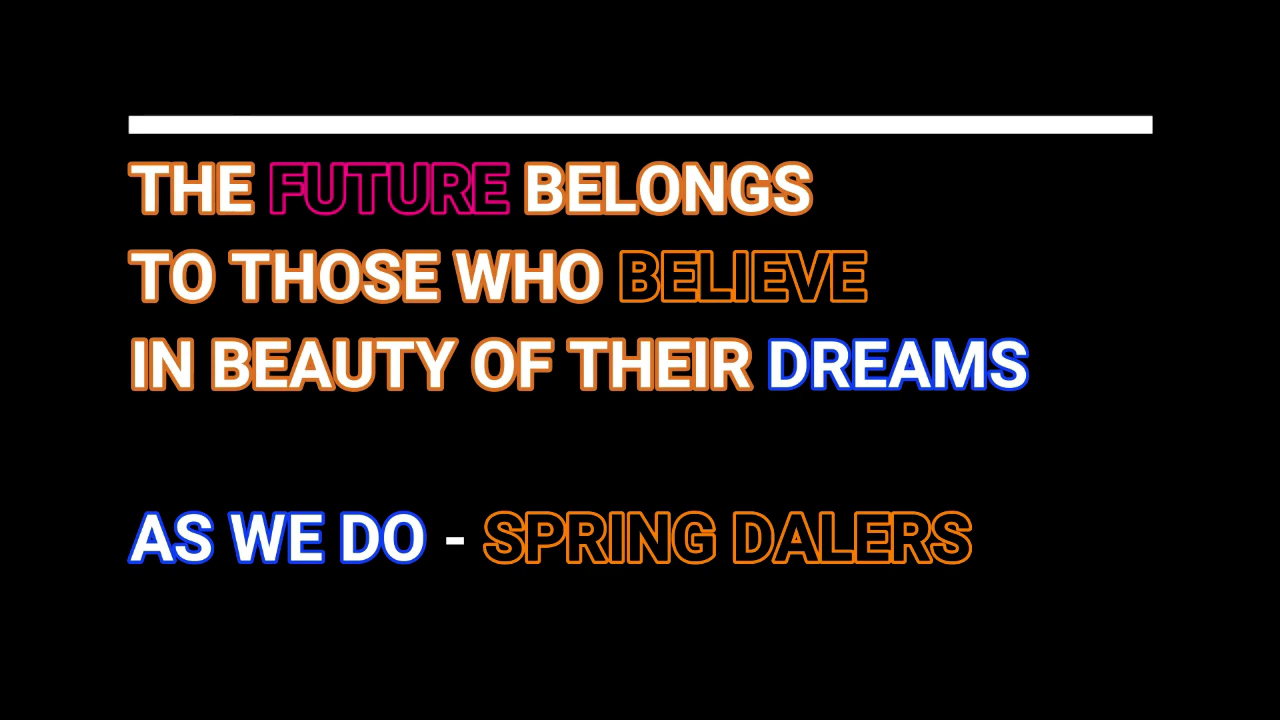 THE FUTURE BELONGS
TO THOSE WHO BELIEVE
IN BEAUTY OF THEIR DREAMS
AS WE DO - SPRING DALERS